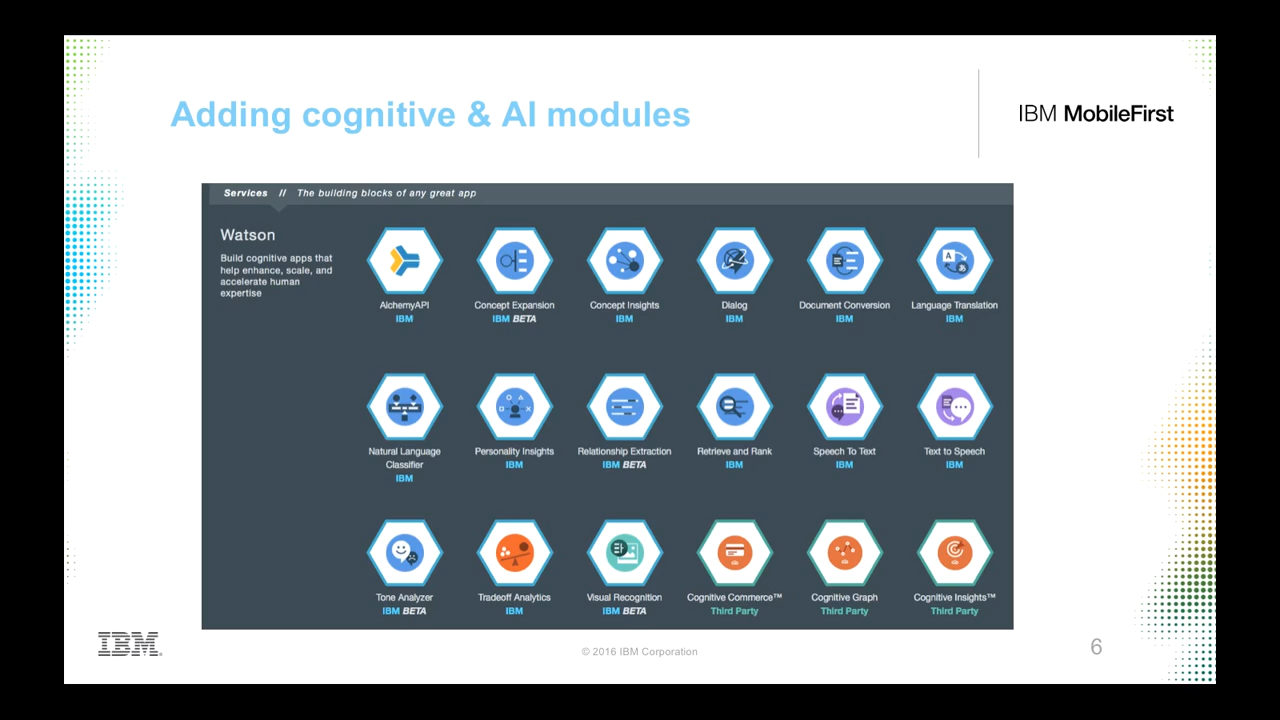 Adding cognitive & AI modules
IBM MobileFirst
Services // The building blocks of any great app
Watson
Build cognitive apps that
help enhance, scale, and
accelerate human
expertise
AlchemyAPI
IBM
Concept Expansion
IBM BETA
Concept Insights
IBM
Dialog
IBM
Document Conversion
IBM
Language Translation
IBM
Natural Language
Classifier
IBM
Personality Insights
IBM
Relationship Extraction
IBM BETA
Retrieve and Rank
IBM
Speech To Text
IBM
Text to Speech
IBM
Tone Analyzer
IBM BETA
Tradeoff Analytics
IBM
Visual Recognition
IBM BETA
Cognitive Commerce™
Third Party
Cognitive Graph
Third Party
Cognitive Insights™
Third Party
IBM
© 2016 IBM Corporation
6